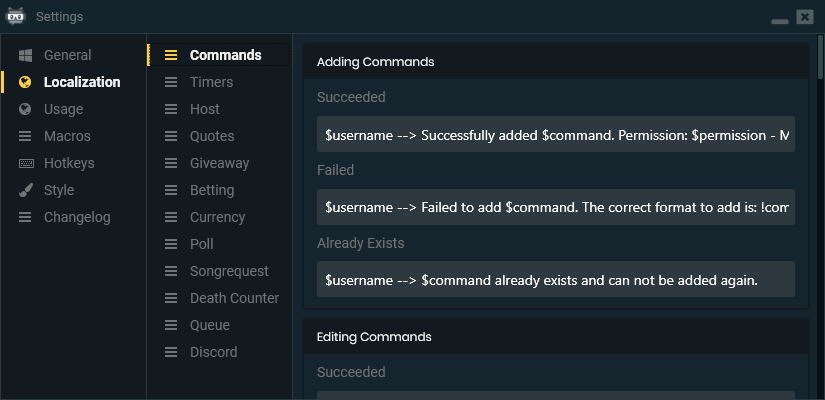 Settings
General
Localization
Usage
Macros
Hotkeys
Style
Changelog
Commands
Timers
Host
Quotes
Giveaway
Betting
Currency
Poll
Songrequest
Death Counter
Queue
Discord
Adding Commands
Succeeded
$username --> Successfully added $command. Permission: $permission - M
Failed
$username --> Failed to add $command. The correct format to add is: !com
Already Exists
$username --> $command already exists and can not be added again.
Editing Commands
Succeeded